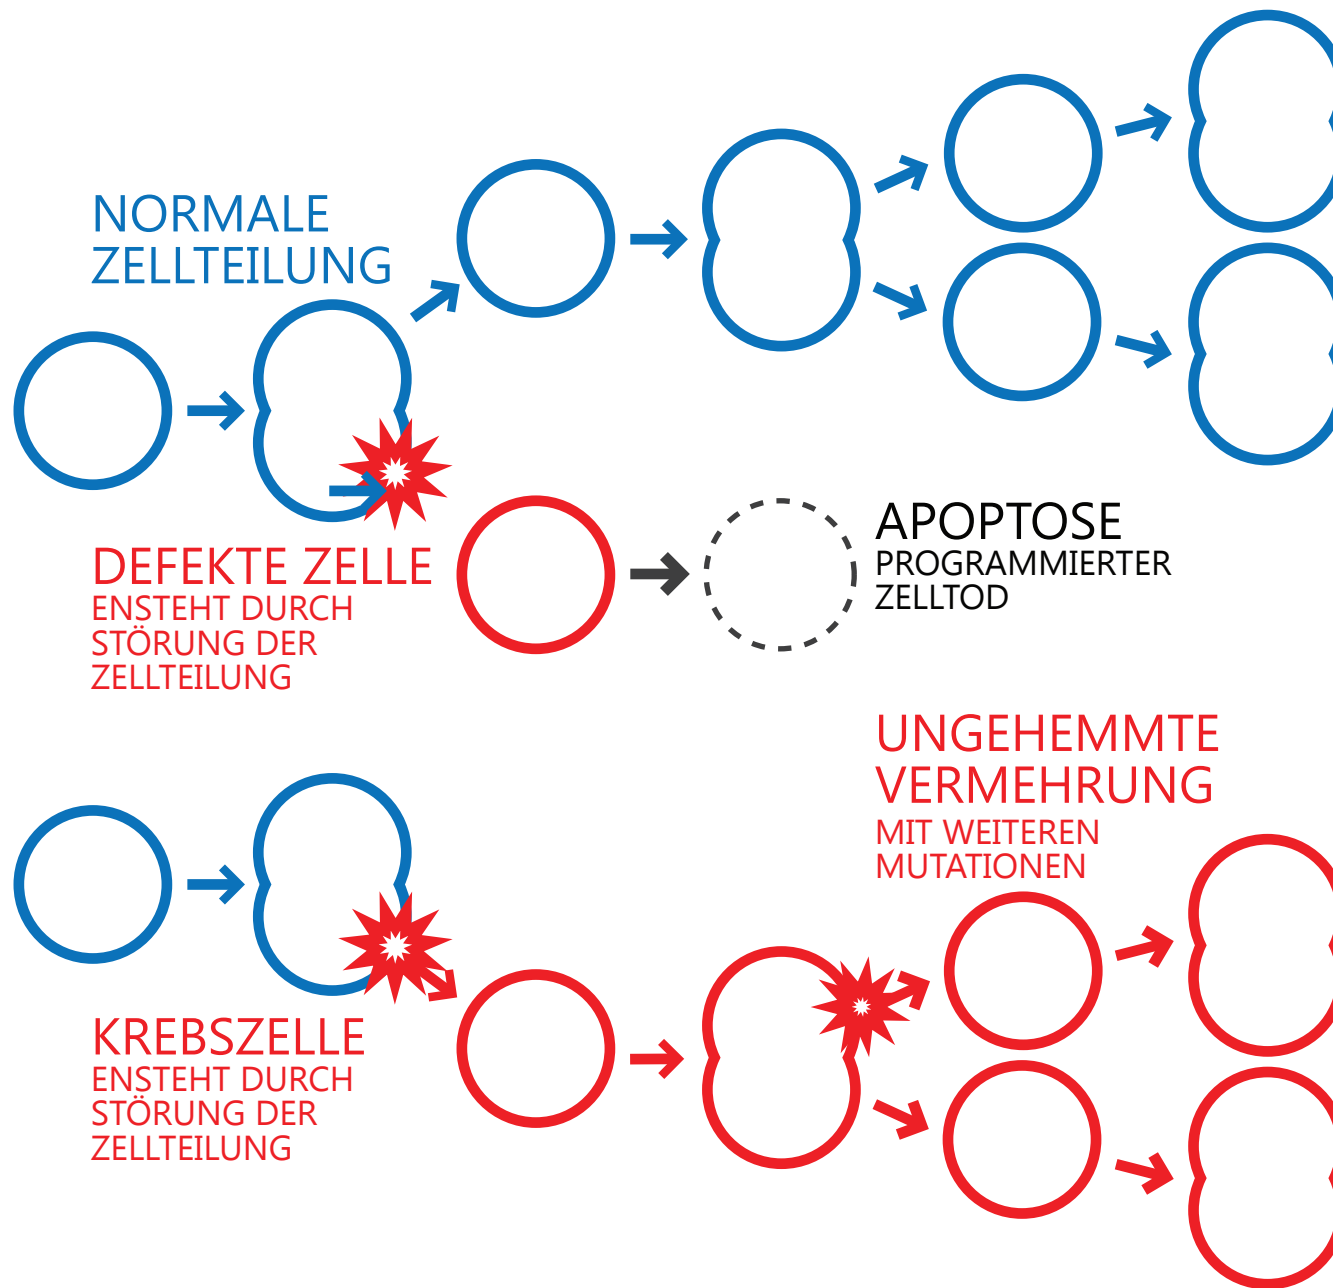 NORMALE
ZELLTEILUNG
DEFEKTE ZELLE
ENSTEHT DURCH
STÖRUNG DER
ZELLTEILUNG
APOPTOSE
PROGRAMMIERTER
ZELLTOD
UNGEHEMMTE
VERMEHRUNG
MIT WEITEREN
MUTATIONEN
KREBSZELLE
ENSTEHT DURCH
STÖRUNG DER
ZELLTEILUNG